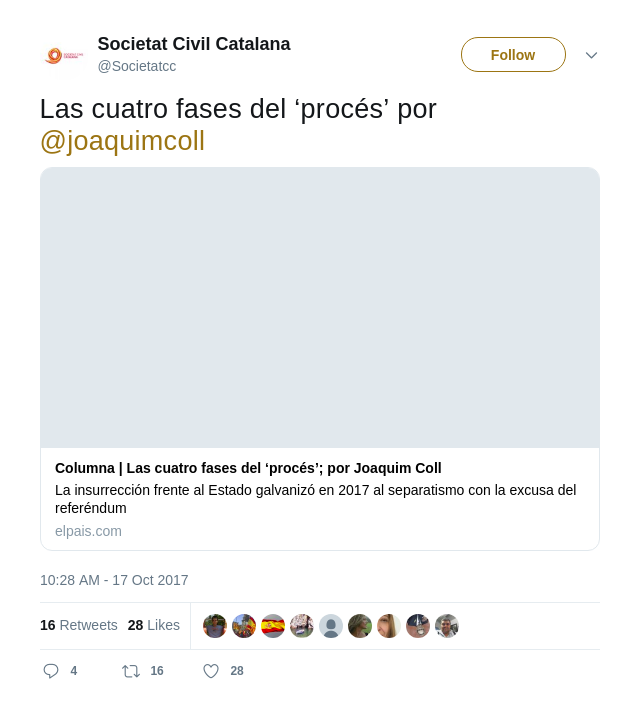 Societat Civil Catalana
@Societatcc
Follow
Las cuatro fases del ‘procés’ por
@joaquimcoll
Columna | Las cuatro fases del ‘procés’; por Joaquim Coll
La insurrección frente al Estado galvanizó en 2017 al separatismo con la excusa del
referéndum
elpais.com
10:28 AM - 17 Oct 2017
16 Retweets 28 Likes
4 16 28